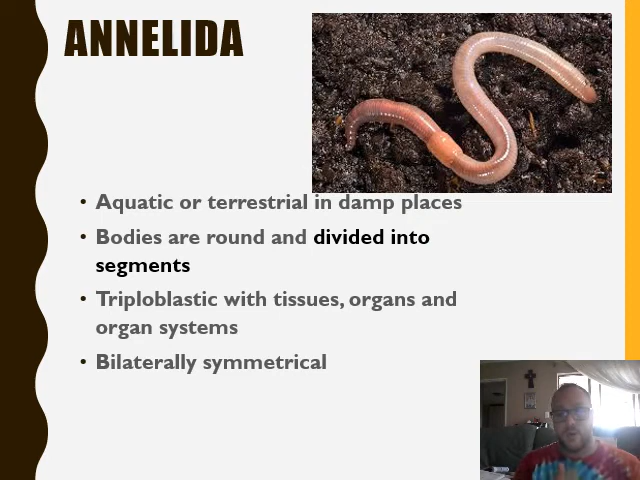 ANNELIDA
• Aquatic or terrestrial in damp places
• Bodies are round and divided into
segments
• Triploblastic with tissues, organs and
organ systems
• Bilaterally symmetrical